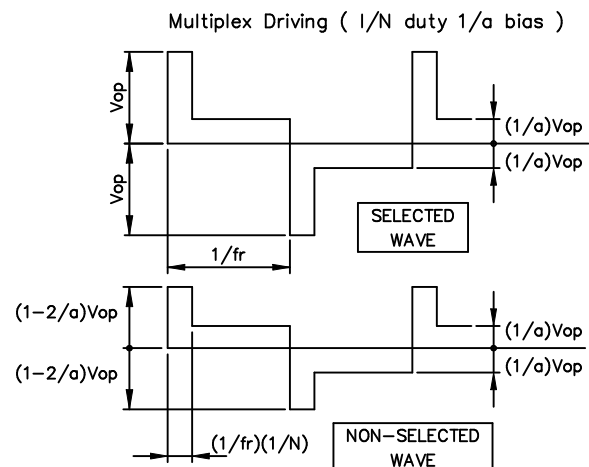 Multiplex Driving ( I/N duty 1/a bias )
Vop
(1/a)Vop
(1/a)Vop
Vop
SELECTED
WAVE
1/fr
(1-2/a)Vop
(1/a)Vop
(1-2/a)Vop
(1/a)Vop
(1/fr)(1/N)
NON-SELECTED
WAVE